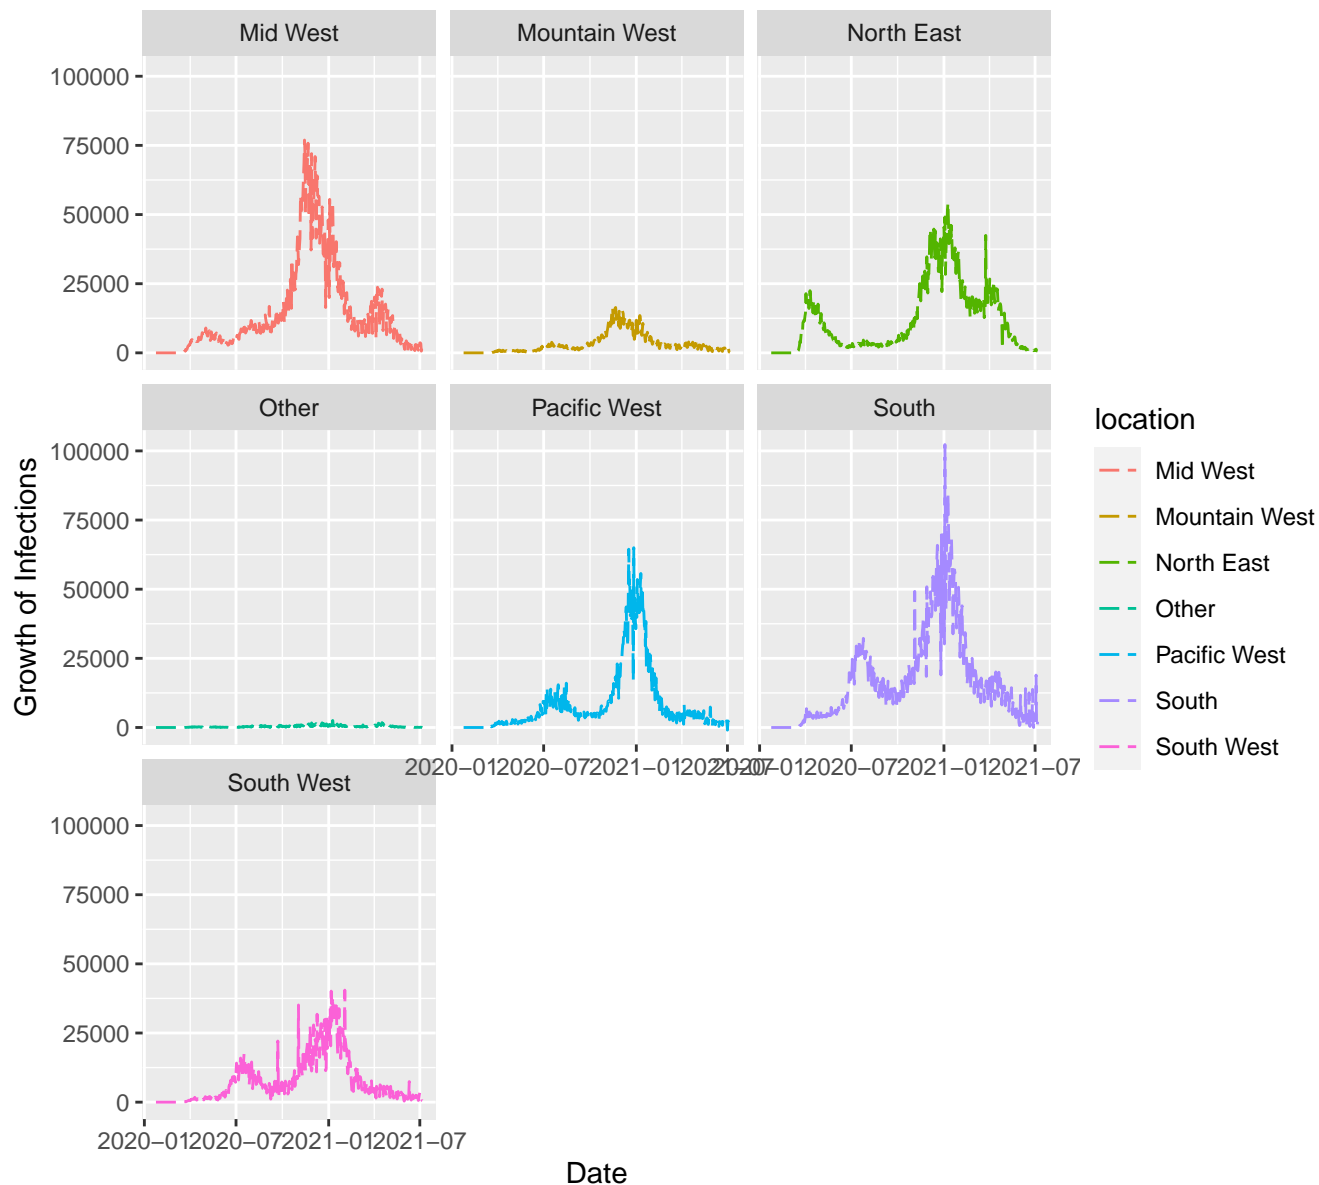 Mid West
Mountain West
North East
100000
75000
50000
25000
0
Other
Pacific West
South
100000
75000
50000
25000
0
2020−01 2020−07 2021−01 2021−07
2020−01 2020−07 2021−01 2021−07
South West
100000
75000
50000
25000
0
2020−01 2020−07 2021−01 2021−07
Growth of Infections
Date
location
Mid West
Mountain West
North East
Other
Pacific West
South
South West